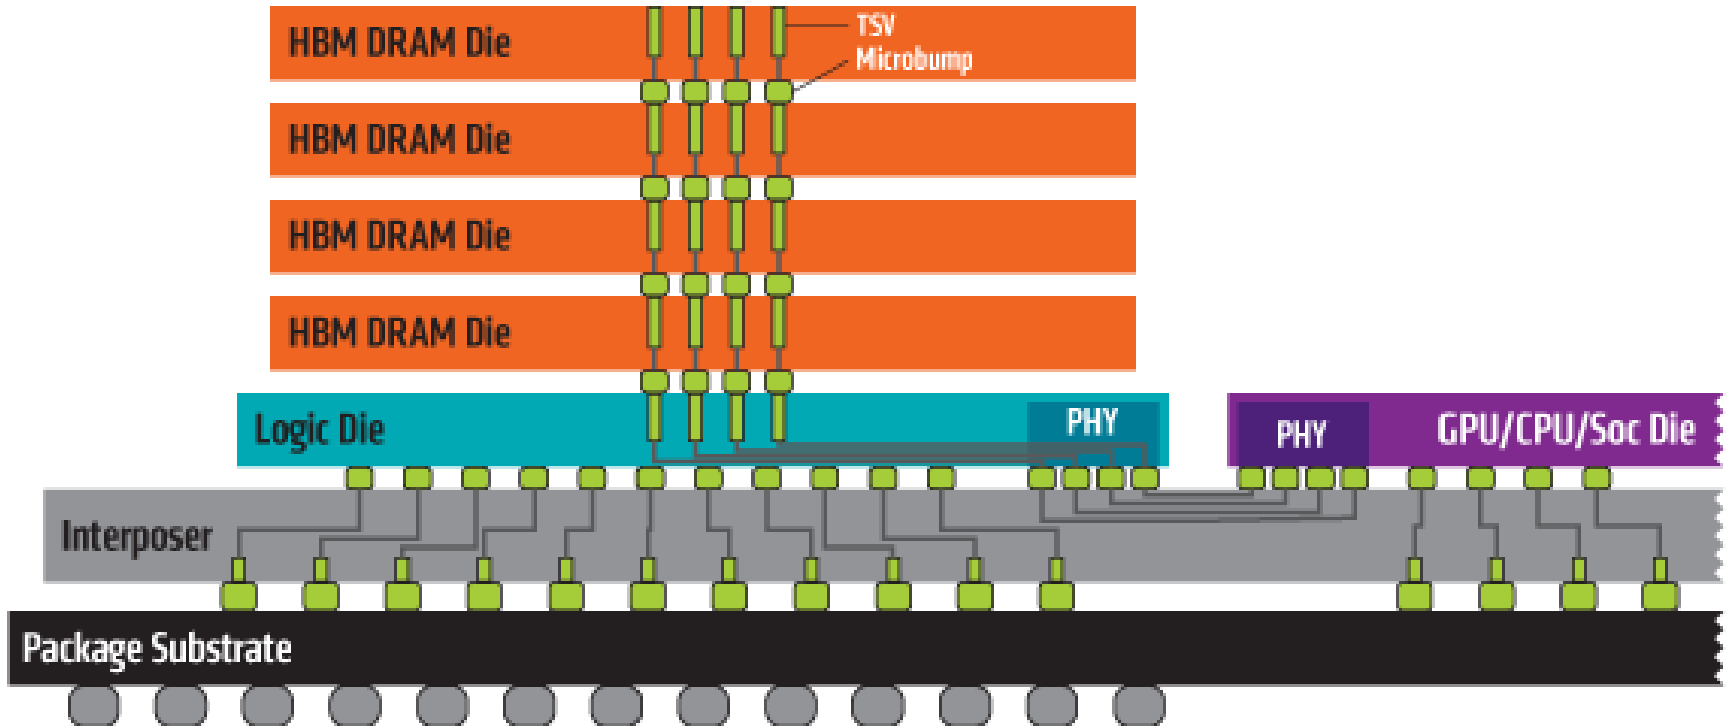 HBM DRAM Die
TSV
Microbump
HBM DRAM Die
HBM DRAM Die
HBM DRAM Die
Logic Die
PHY
PHY
GPU/CPU/Soc Die
Interposer
Package Substrate